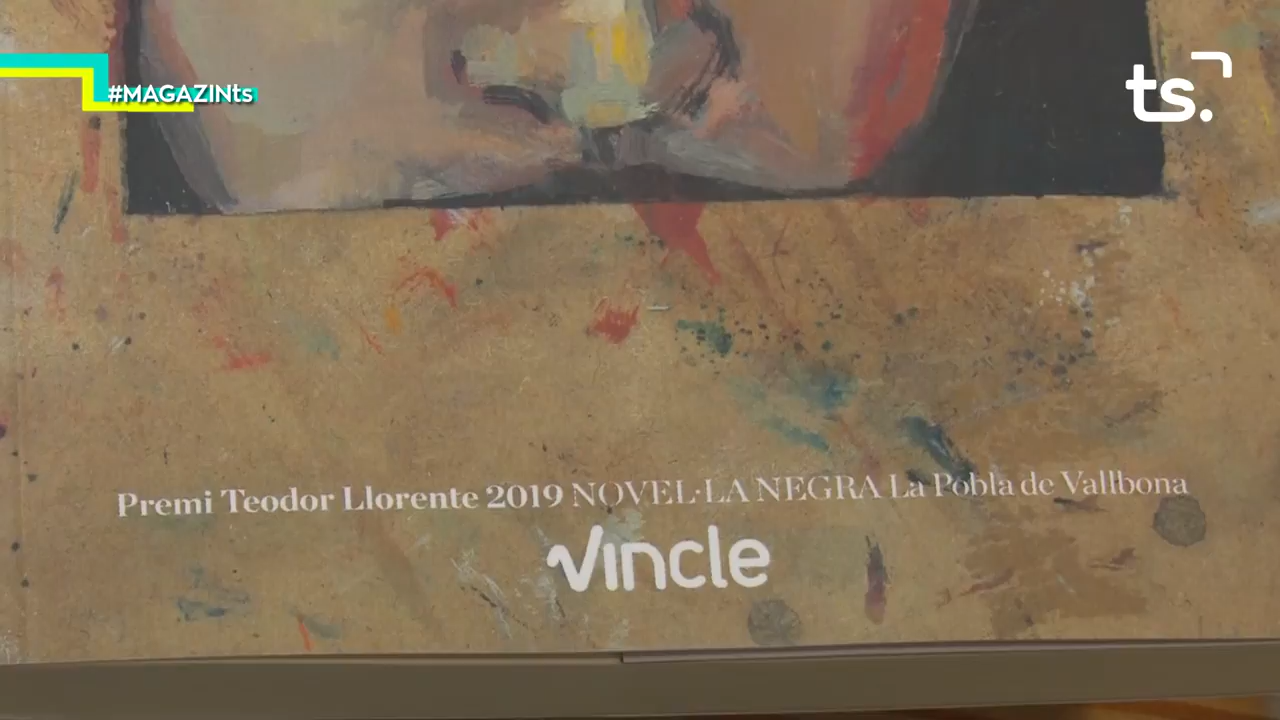 #MAGAZINts
ts.
Premi Teodor Llorente 2019 NOVEL·LA NEGRA La Pobla de Vallbona
Vincle